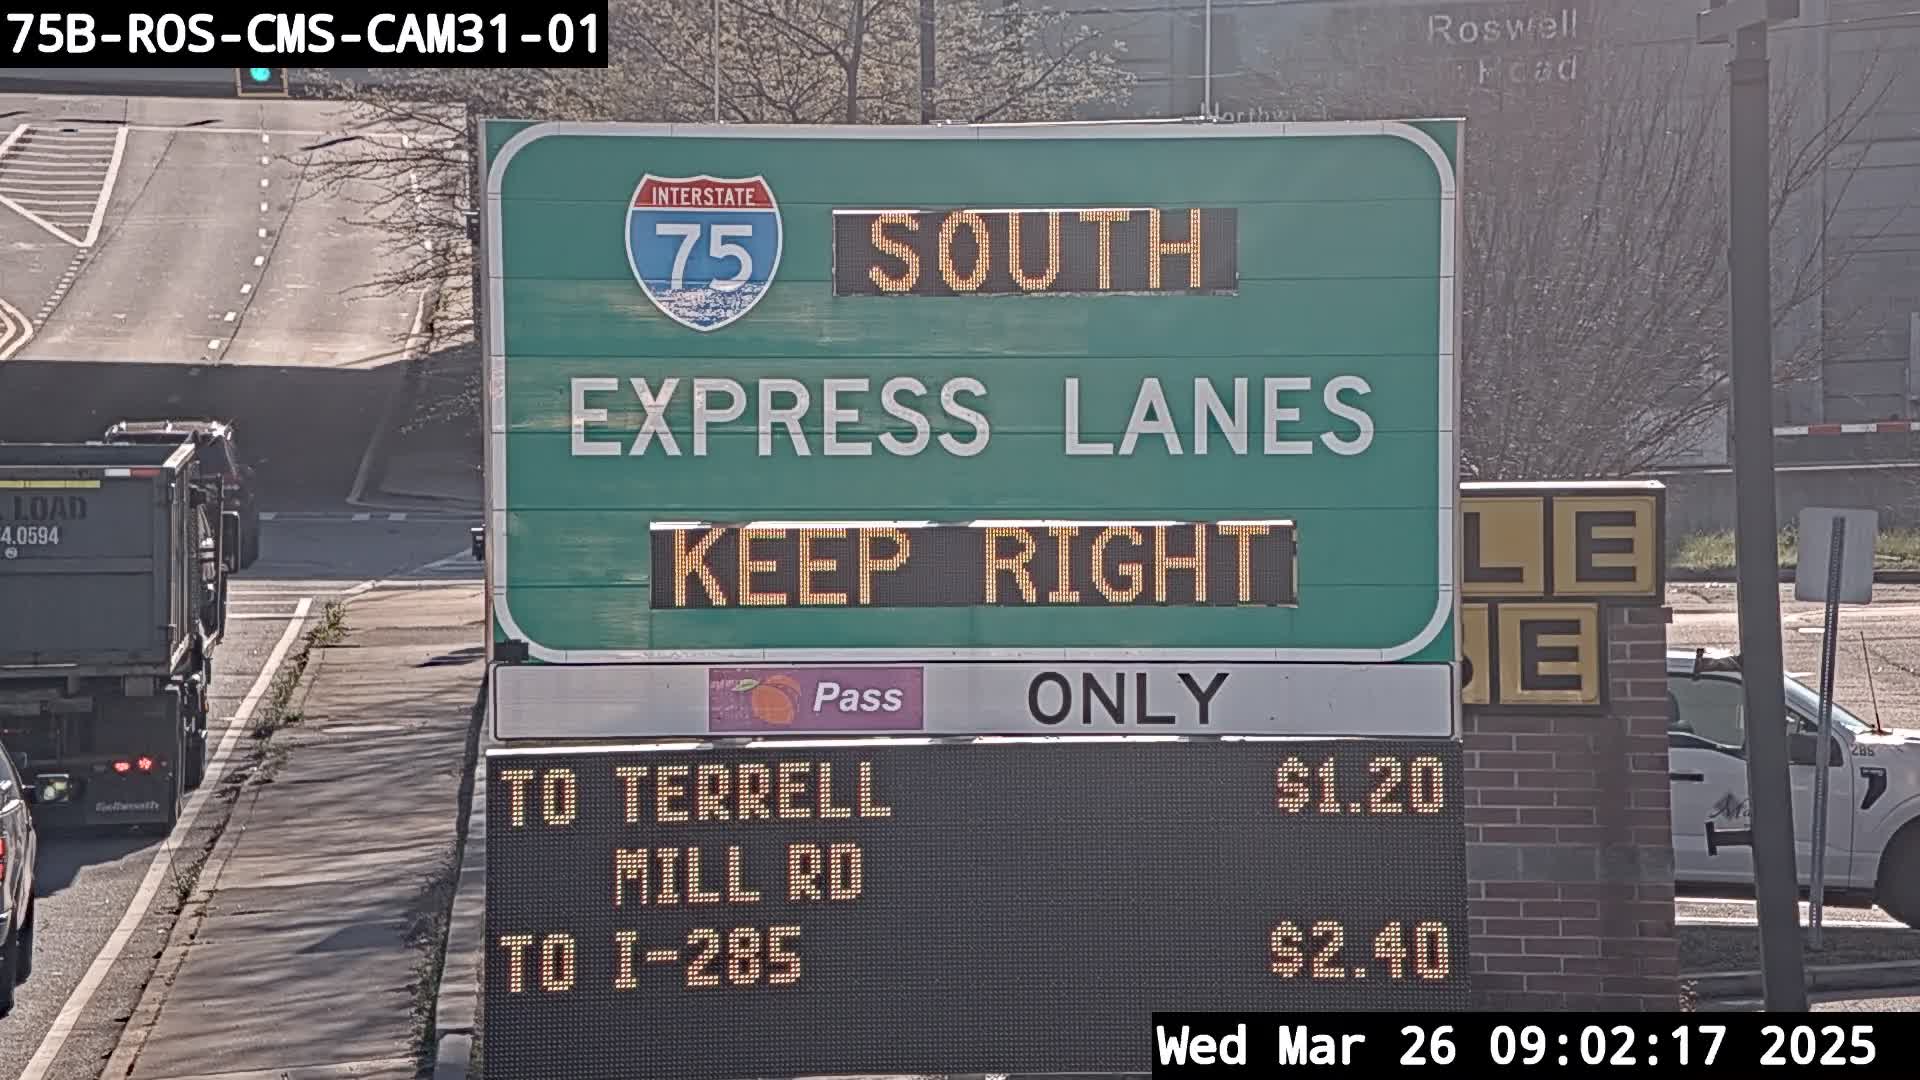 75B-ROS-CMS-CAM31-01
Roswell
Road
INTERSTATE
75
SOUTH
EXPRESS LANES
KEEP RIGHT
Pass ONLY
TO TERRELL $1.20
MILL RD
TO I-285 $2.40
LOAD
4.0594
LE
E
286
Wed Mar 26 09:02:17 2025